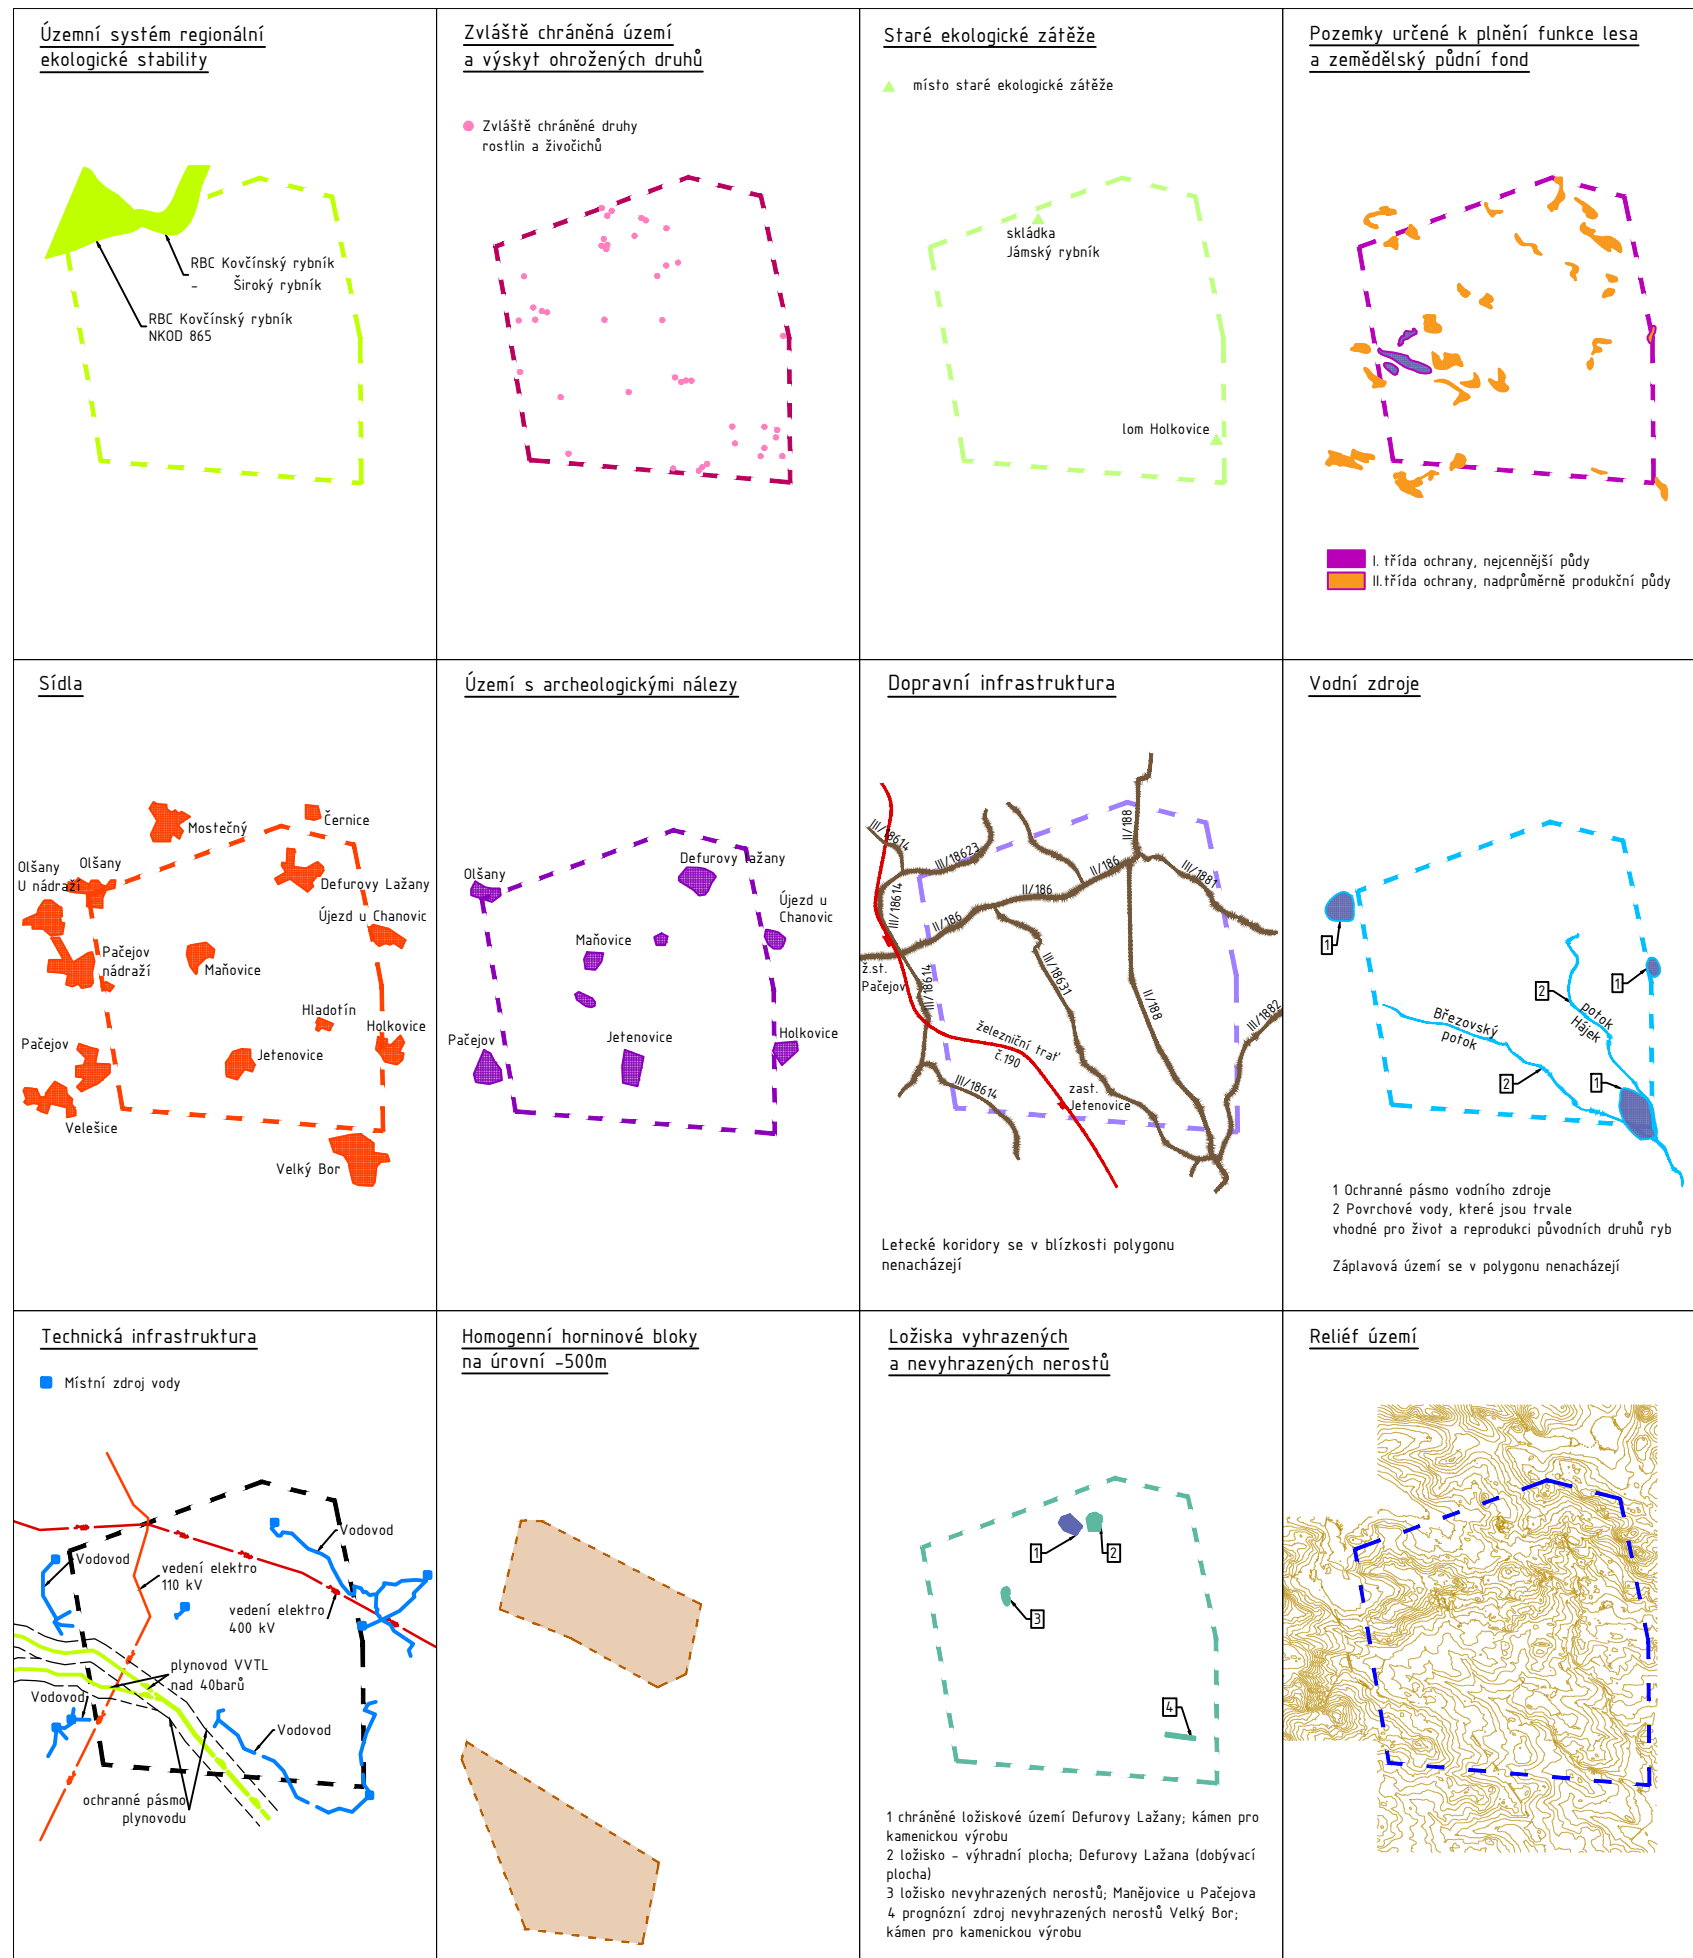 Územní systém regionální
ekologické stability
RBC Kovčínský rybník
- Široký rybník
RBC Kovčínský rybník
NKOD 865
Zvláště chráněná území
a výskyt ohrožených druhů
Zvláště chráněné druhy
rostlin a živočichů
Staré ekologické zátěže
místo staré ekologické zátěže
skládka
Jámský rybník
lom Holkovice
Pozemky určené k plnění funkce lesa
a zemědělský půdní fond
I. třída ochrany, nejcennější půdy
II.třída ochrany, nadprůměrně produkční půdy
Sídla
Mostečný
Černice
Olšany
U nádraží
Olšany
Defurovy Lažany
Újezd u Chanovic
Pačejov
nádraží
Maňovice
Hladotín
Holkovice
Pačejov
Jetenovice
Velešice
Velký Bor
Území s archeologickými nálezy
Defurovy lažany
Olšany
Újezd u
Chanovic
Maňovice
Pačejov
Jetenovice
Holkovice
Dopravní infrastruktura
III/18614
III/18623
II/188
II/186
III/1881
II/186
III/18614
II/186
ž.st.
Pačejov
III/18614
III/18631
II/188
III/1882
železniční trať
č.190
zast.
Jetenovice
III/18614
Letecké koridory se v blízkosti polygonu
nenacházejí
Vodní zdroje
1
1
2
Březovský
potok
potok
Hájek
2
1
1 Ochranné pásmo vodního zdroje
2 Povrchové vody, které jsou trvale
vhodné pro život a reprodukci původních druhů ryb
Záplavová území se v polygonu nenacházejí
Technická infrastruktura
Místní zdroj vody
Vodovod
Vodovod
vedení elektro
110 kV
vedení elektro
400 kV
plynovod VVTL
nad 40barů
Vodovod
Vodovod
ochranné pásmo
plynovodu
Homogenní horninové bloky
na úrovní -500m
Ložiska vyhrazených
a nevyhrazených nerostů
1
2
3
4
1 chráněné ložiskové území Defurovy Lažany; kámen pro
kamenickou výrobu
2 ložisko - výhradní plocha; Defurovy Lažana (dobývací
plocha)
3 ložisko nevyhrazených nerostů; Manějovice u Pačejova
4 prognózní zdroj nevyhrazených nerostů Velký Bor;
kámen pro kamenickou výrobu
Reliéf území